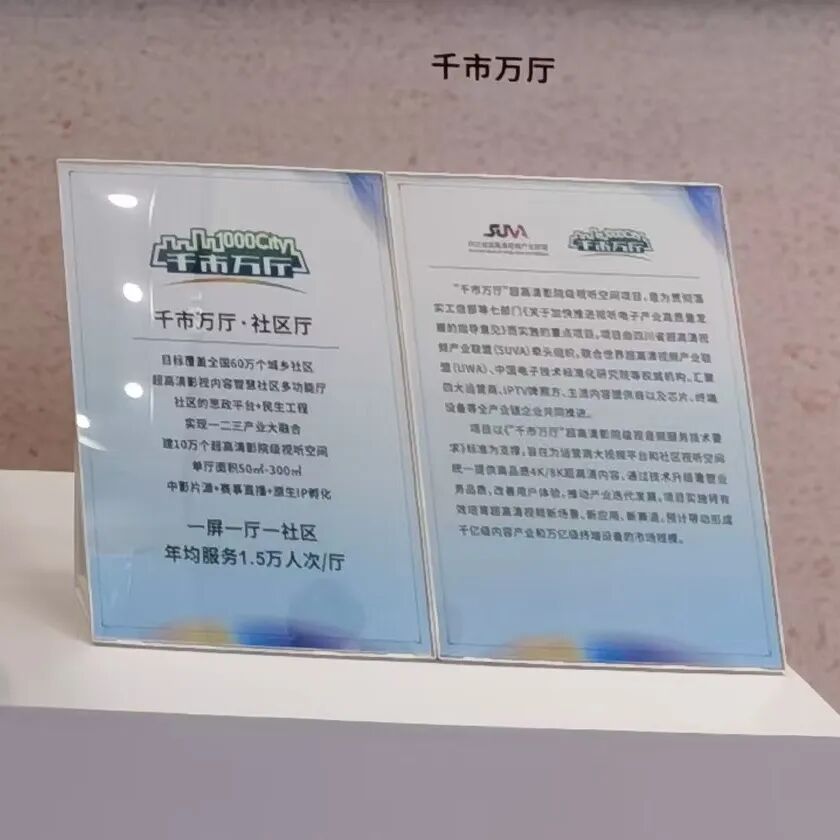 千市万厅
1000City
千市万厅
千市万厅·社区厅
目标覆盖全国60万个城乡社区
超高清影视内容智慧社区多功能厅
社区的思政平台+民生工程
实现一二三产业大融合
建10万个超高清影院级视听空间
单厅面积50㎡-300㎡
中影片源+赛事直播+原生IP孵化
一屏一厅一社区
年均服务1.5万人次/厅
SUVA
四川省超高清视频产业联盟
1000City
千市万厅
“千市万厅”超高清影院级视听空间项目,是为贯彻落
实工信部等七部门《关于加快推进视听电子产业高质量发
展的指导意见》而实施的重点项目。项目由四川省超高清视
频产业联盟(SUVA)牵头组织,联合世界超高清视频产业联
盟(UWA)、中国电子技术标准化研究院等权威机构,汇聚
四大运营商、IPTV牌照方、主流内容提供商以及芯片、终端
设备等全产业链企业共同推进。
项目以《“千市万厅”超高清影院级视音频服务技术要
求》标准为支撑,旨在为运营商大视频平台和社区视听空间
统一提供高品质4K/8K超高清内容,通过技术升级重塑业
务品质,改善用户体验,推动产业迭代发展。项目实施将有
效培育超高清视频新场景、新应用、新赛道,预计带动形成
千亿级内容产业和万亿级终端设备的市场规模。